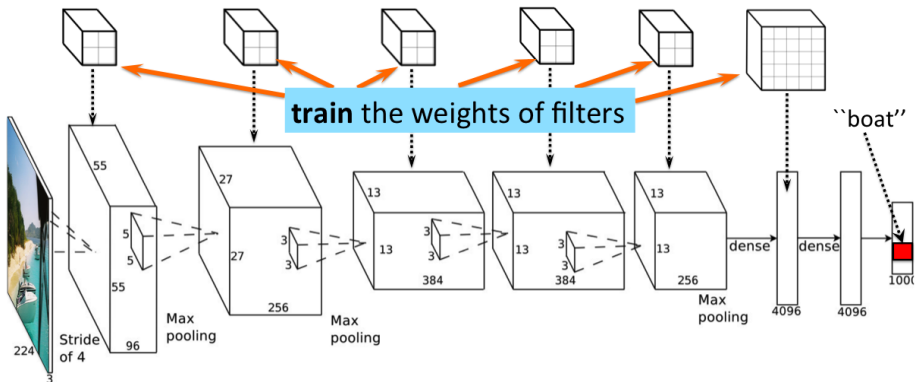 train the weights of filters
``boat''
55
27
13
13
13
5
5
3
3
3
3
3
3
27
13
13
13
55
dense
dense
384
384
256
256
1000
Max
pooling
Max
pooling
Max
pooling
4096
4096
96
Stride
of 4
224
3